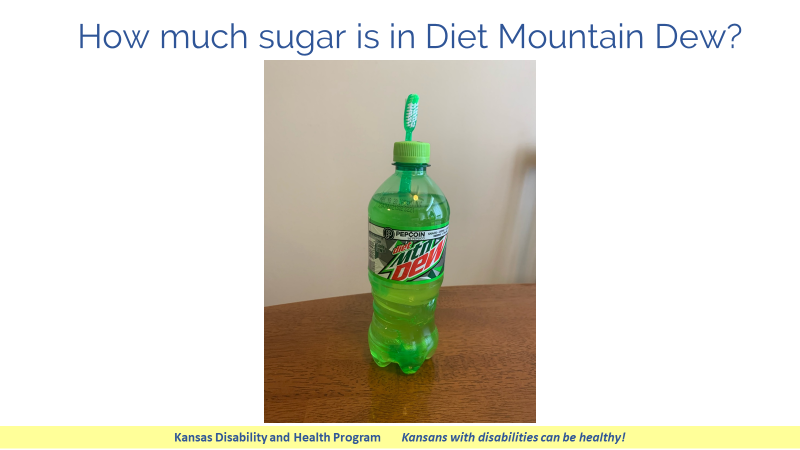 How much sugar is in Diet Mountain Dew?
PEPCOIN
diet
Mtn
Dew
Kansas Disability and Health Program Kansans with disabilities can be healthy!